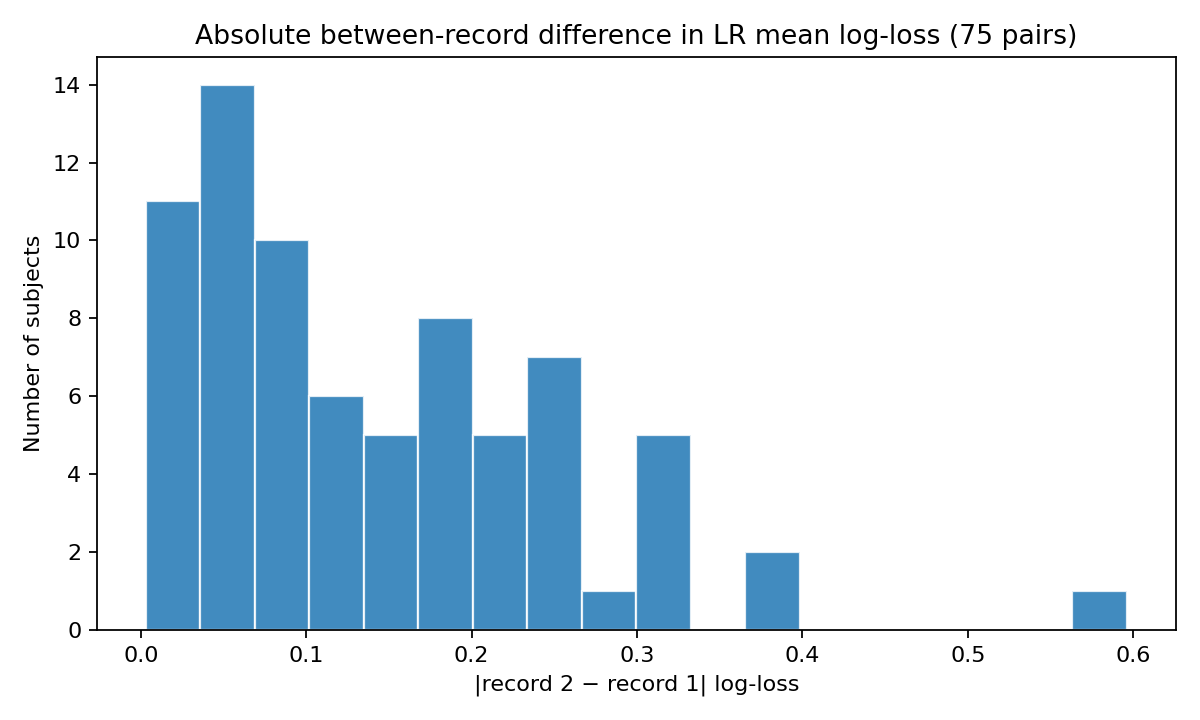 Absolute between-record difference in LR mean log-loss (75 pairs)
Number of subjects
14
12
10
8
6
4
2
0
0.0 0.1 0.2 0.3 0.4 0.5 0.6
|record 2 − record 1| log-loss